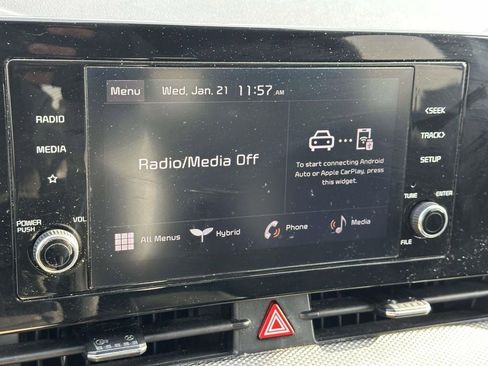 Menu Wed, Jan. 21 11:57 AM
RADIO
MEDIA
POWER
PUSH
VOL
Radio/Media Off
To start connecting Android
Auto or Apple CarPlay, press
this widget.
All Menus Hybrid Phone Media
<SEEK
TRACK>
SETUP
TUNE
ENTER
FILE